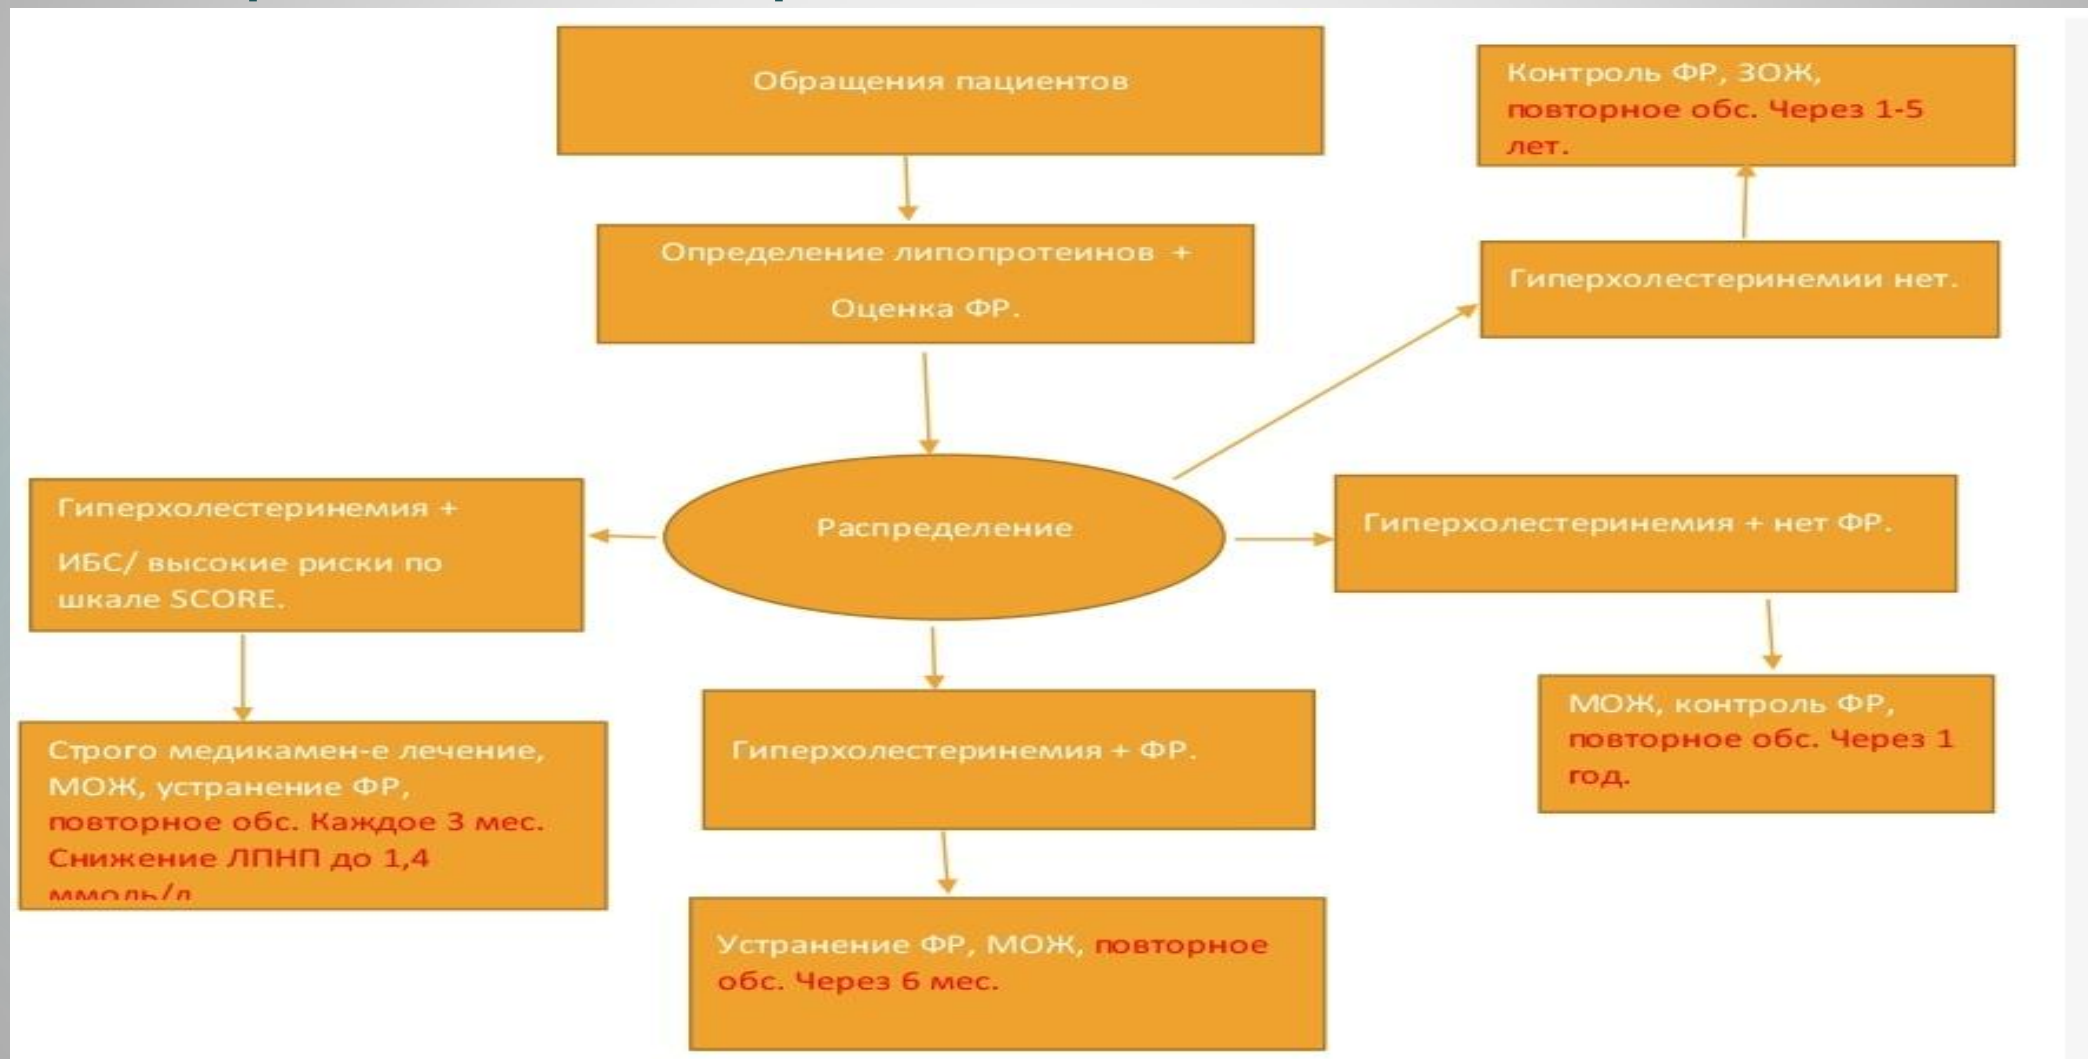 Обращения пациентов
Контроль ФР, ЗОЖ,
повторное обс. Через 1-5
лет.
Определение липопротеинов +
Оценка ФР.
Гиперхолестеринемии нет.
Гиперхолестеринемия +
ИБС/ высокие риски по
шкале SCORE.
Распределение
Гиперхолестеринемия + нет ФР.
Строго медикамен-е лечение,
МОЖ, устранение ФР,
повторное обс. Каждое 3 мес.
Снижение ЛПНП до 1,4
ммоль/л
Гиперхолестеринемия + ФР.
МОЖ, контроль ФР,
повторное обс. Через 1
год.
Устранение ФР, МОЖ, повторное
обс. Через 6 мес.